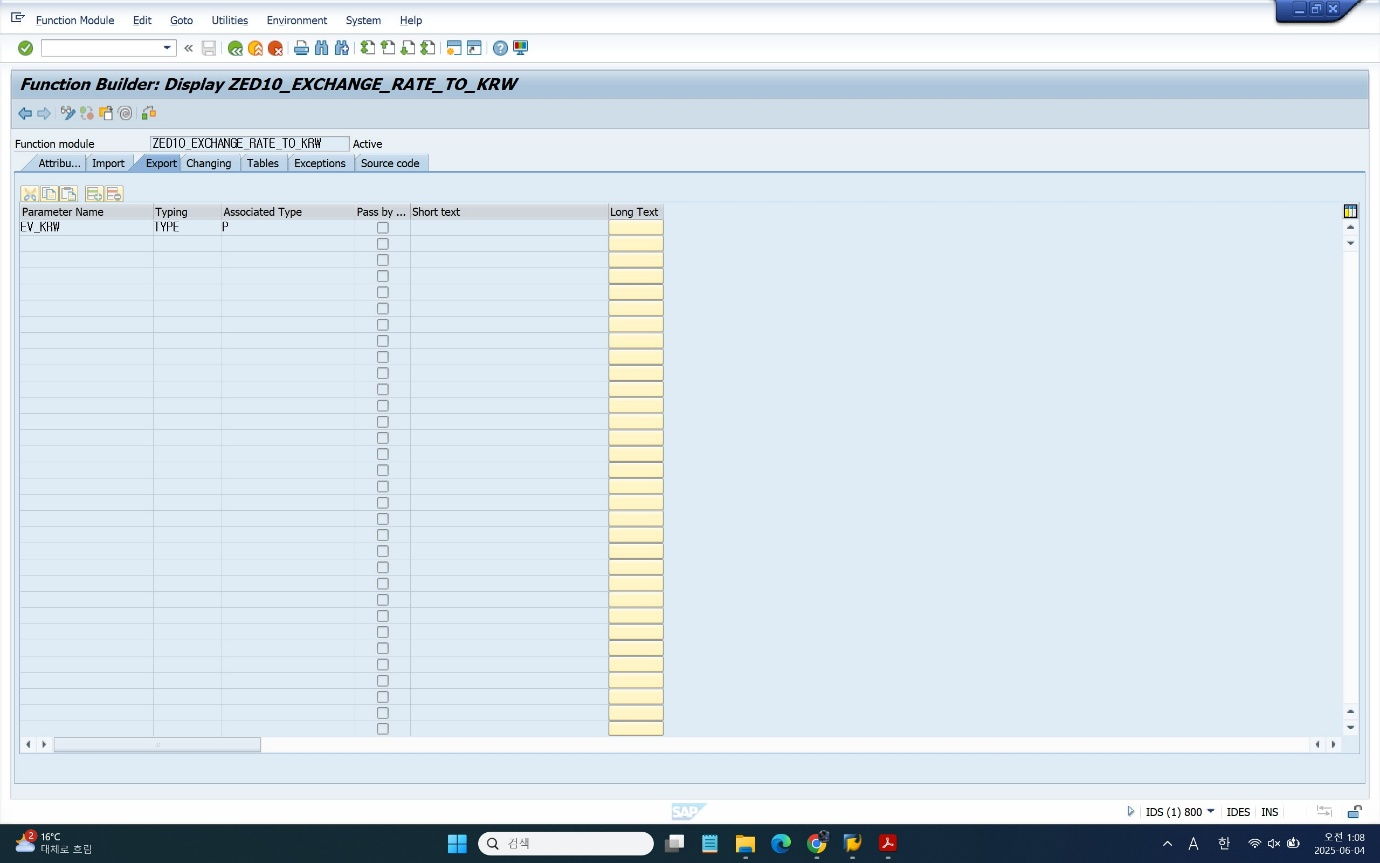 Function Module Edit Goto Utilities Environment System Help
Function Builder: Display ZED10_EXCHANGE_RATE_TO_KRW
Function module ZED10_EXCHANGE_RATE_TO_KRW Active
Attribu... Import Export Changing Tables Exceptions Source code
Parameter Name Typing Associated Type Pass by ... Short text Long Text
EV_KRW TYPE P
SAP
IDS (1) 800 IDES INS
2 16°C
대체로 흐림
검색
A 한
오전 1:08
2025-06-04